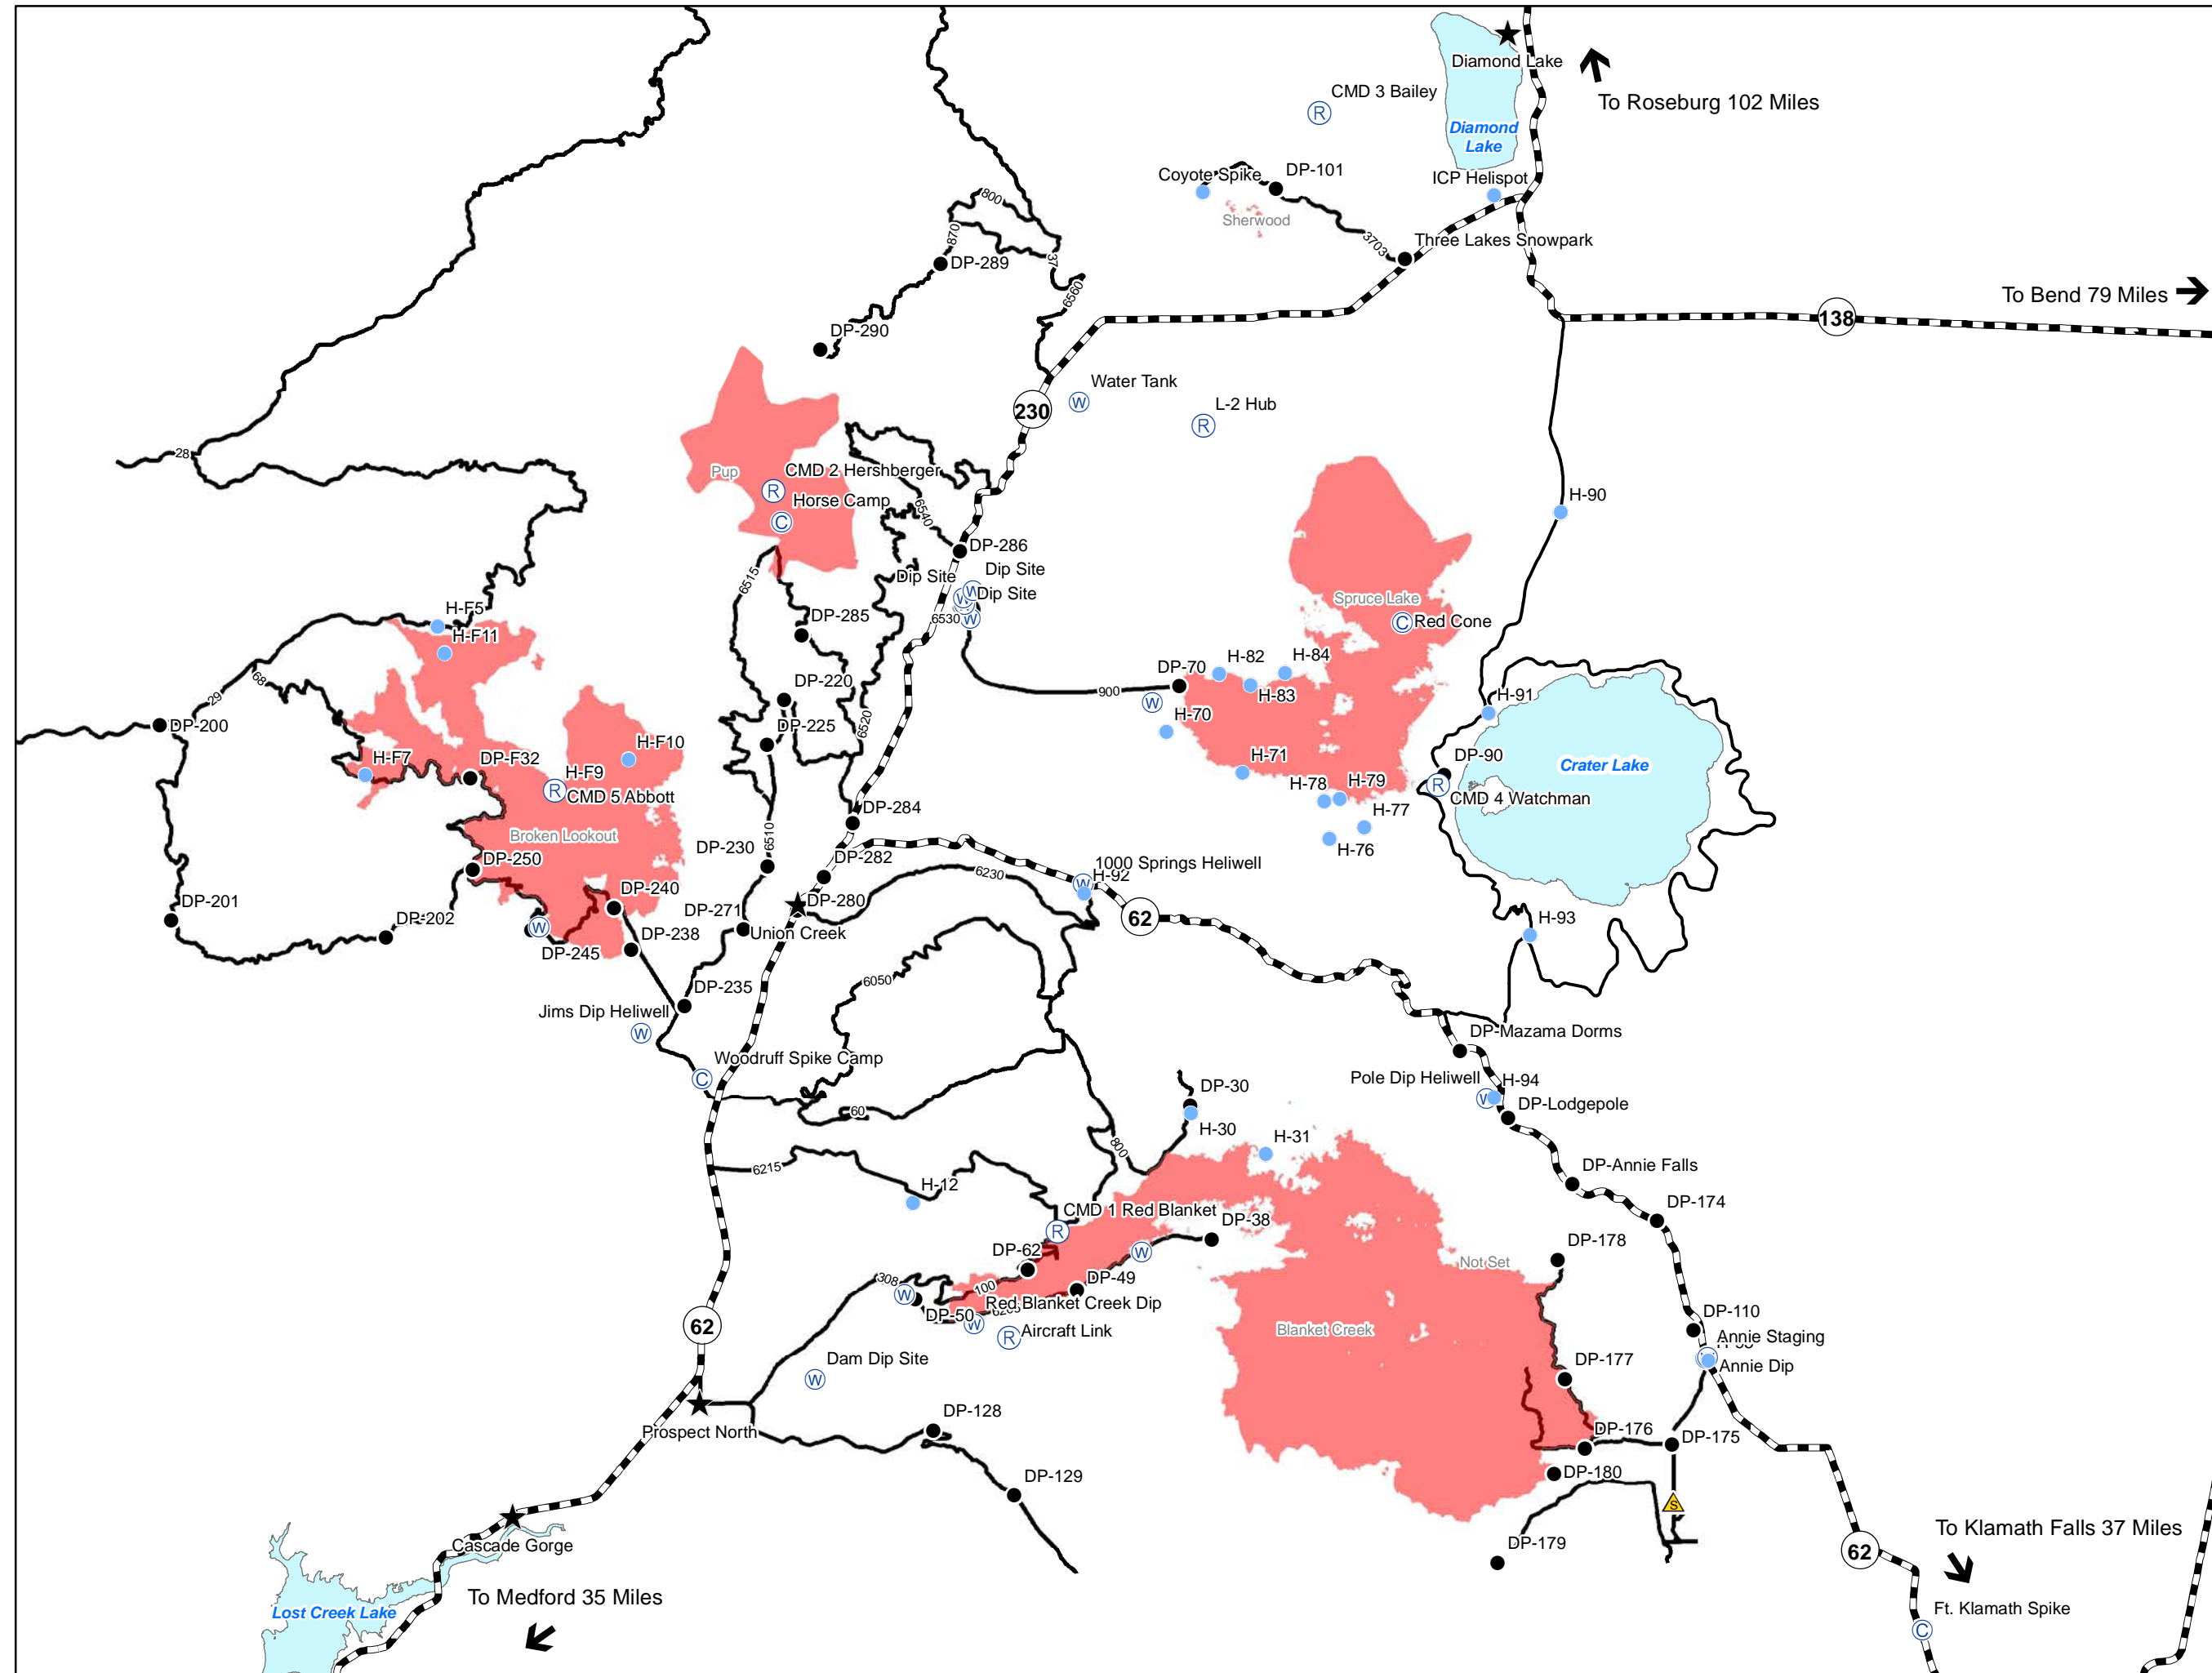 Diamond Lake
To Roseburg 102 Miles
CMD 3 Bailey
R
Diamond
Lake
Coyote Spike
DP-101
ICP Helispot
Sherwood
800
3703
Three Lakes Snowpark
870
DP-289
37
6560
To Bend 79 Miles
138
DP-290
Water Tank
W
230
L-2 Hub
R
28
Pup
CMD 2 Hershberger
R
Horse Camp
C
6540
H-90
DP-286
Dip Site
Dip Site
Dip Site
W
W
W
6530
6515
Spruce Lake
C
Red Cone
H-F5
H-F11
DP-285
68
29
DP-70
H-82
H-84
H-83
900
W
H-70
DP-220
H-91
DP-200
6520
DP-225
H-F10
H-F7
DP-F32
H-F9
R
CMD 5 Abbott
H-71
H-78
H-79
H-77
H-76
DP-90
R
CMD 4 Watchman
Crater Lake
Broken Lookout
DP-284
6510
DP-230
DP-282
DP-250
6230
1000 Springs Heliwell
W
H-92
DP-240
DP-280
DP-201
DP-202
DP-271
Union Creek
62
H-93
W
DP-245
DP-238
6050
DP-235
Jims Dip Heliwell
W
DP-Mazama Dorms
Woodruff Spike Camp
C
Pole Dip Heliwell
H-94
W
DP-30
60
DP-Lodgepole
H-30
H-31
800
6215
DP-Annie Falls
H-12
DP-174
CMD 1 Red Blanket
R
DP-38
DP-62
W
DP-178
Not Set
308
100
DP-49
W
Red Blanket Creek Dip
DP-50
W
R
Aircraft Link
62
Blanket Creek
DP-110
Annie Staging
Annie Dip
Dam Dip Site
W
DP-177
DP-128
Prospect North
DP-176
DP-175
DP-129
DP-180
S
Cascade Gorge
DP-179
To Klamath Falls 37 Miles
62
To Medford 35 Miles
Lost Creek Lake
Ft. Klamath Spike
C